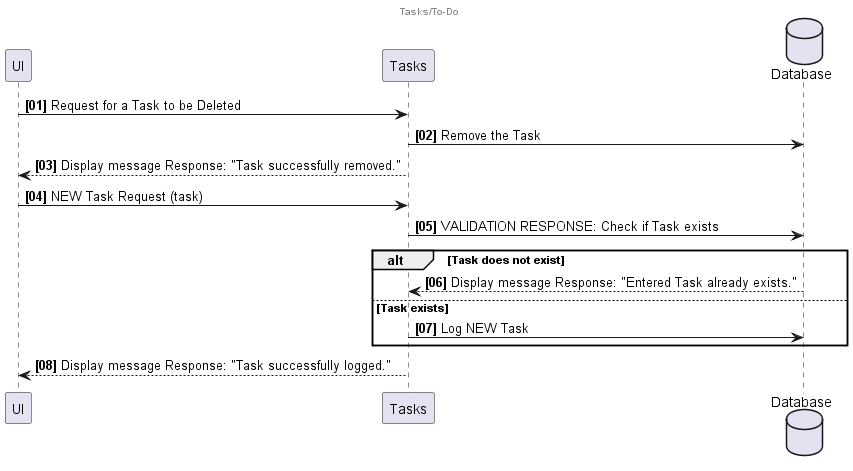 Tasks/To-Do
UI
Tasks
Database
[01] Request for a Task to be Deleted
[02] Remove the Task
[03] Display message Response: "Task successfully removed."
[04] NEW Task Request (task)
[05] VALIDATION RESPONSE: Check if Task exists
alt [Task does not exist]
[06] Display message Response: "Entered Task already exists."
[Task exists]
[07] Log NEW Task
[08] Display message Response: "Task successfully logged."
UI
Tasks
Database